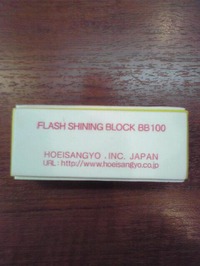 FLASH SHINING BLOCK BB100
HOEISANGYO . INC. JAPAN
URL : http://www.hoeisangyo.co.jp